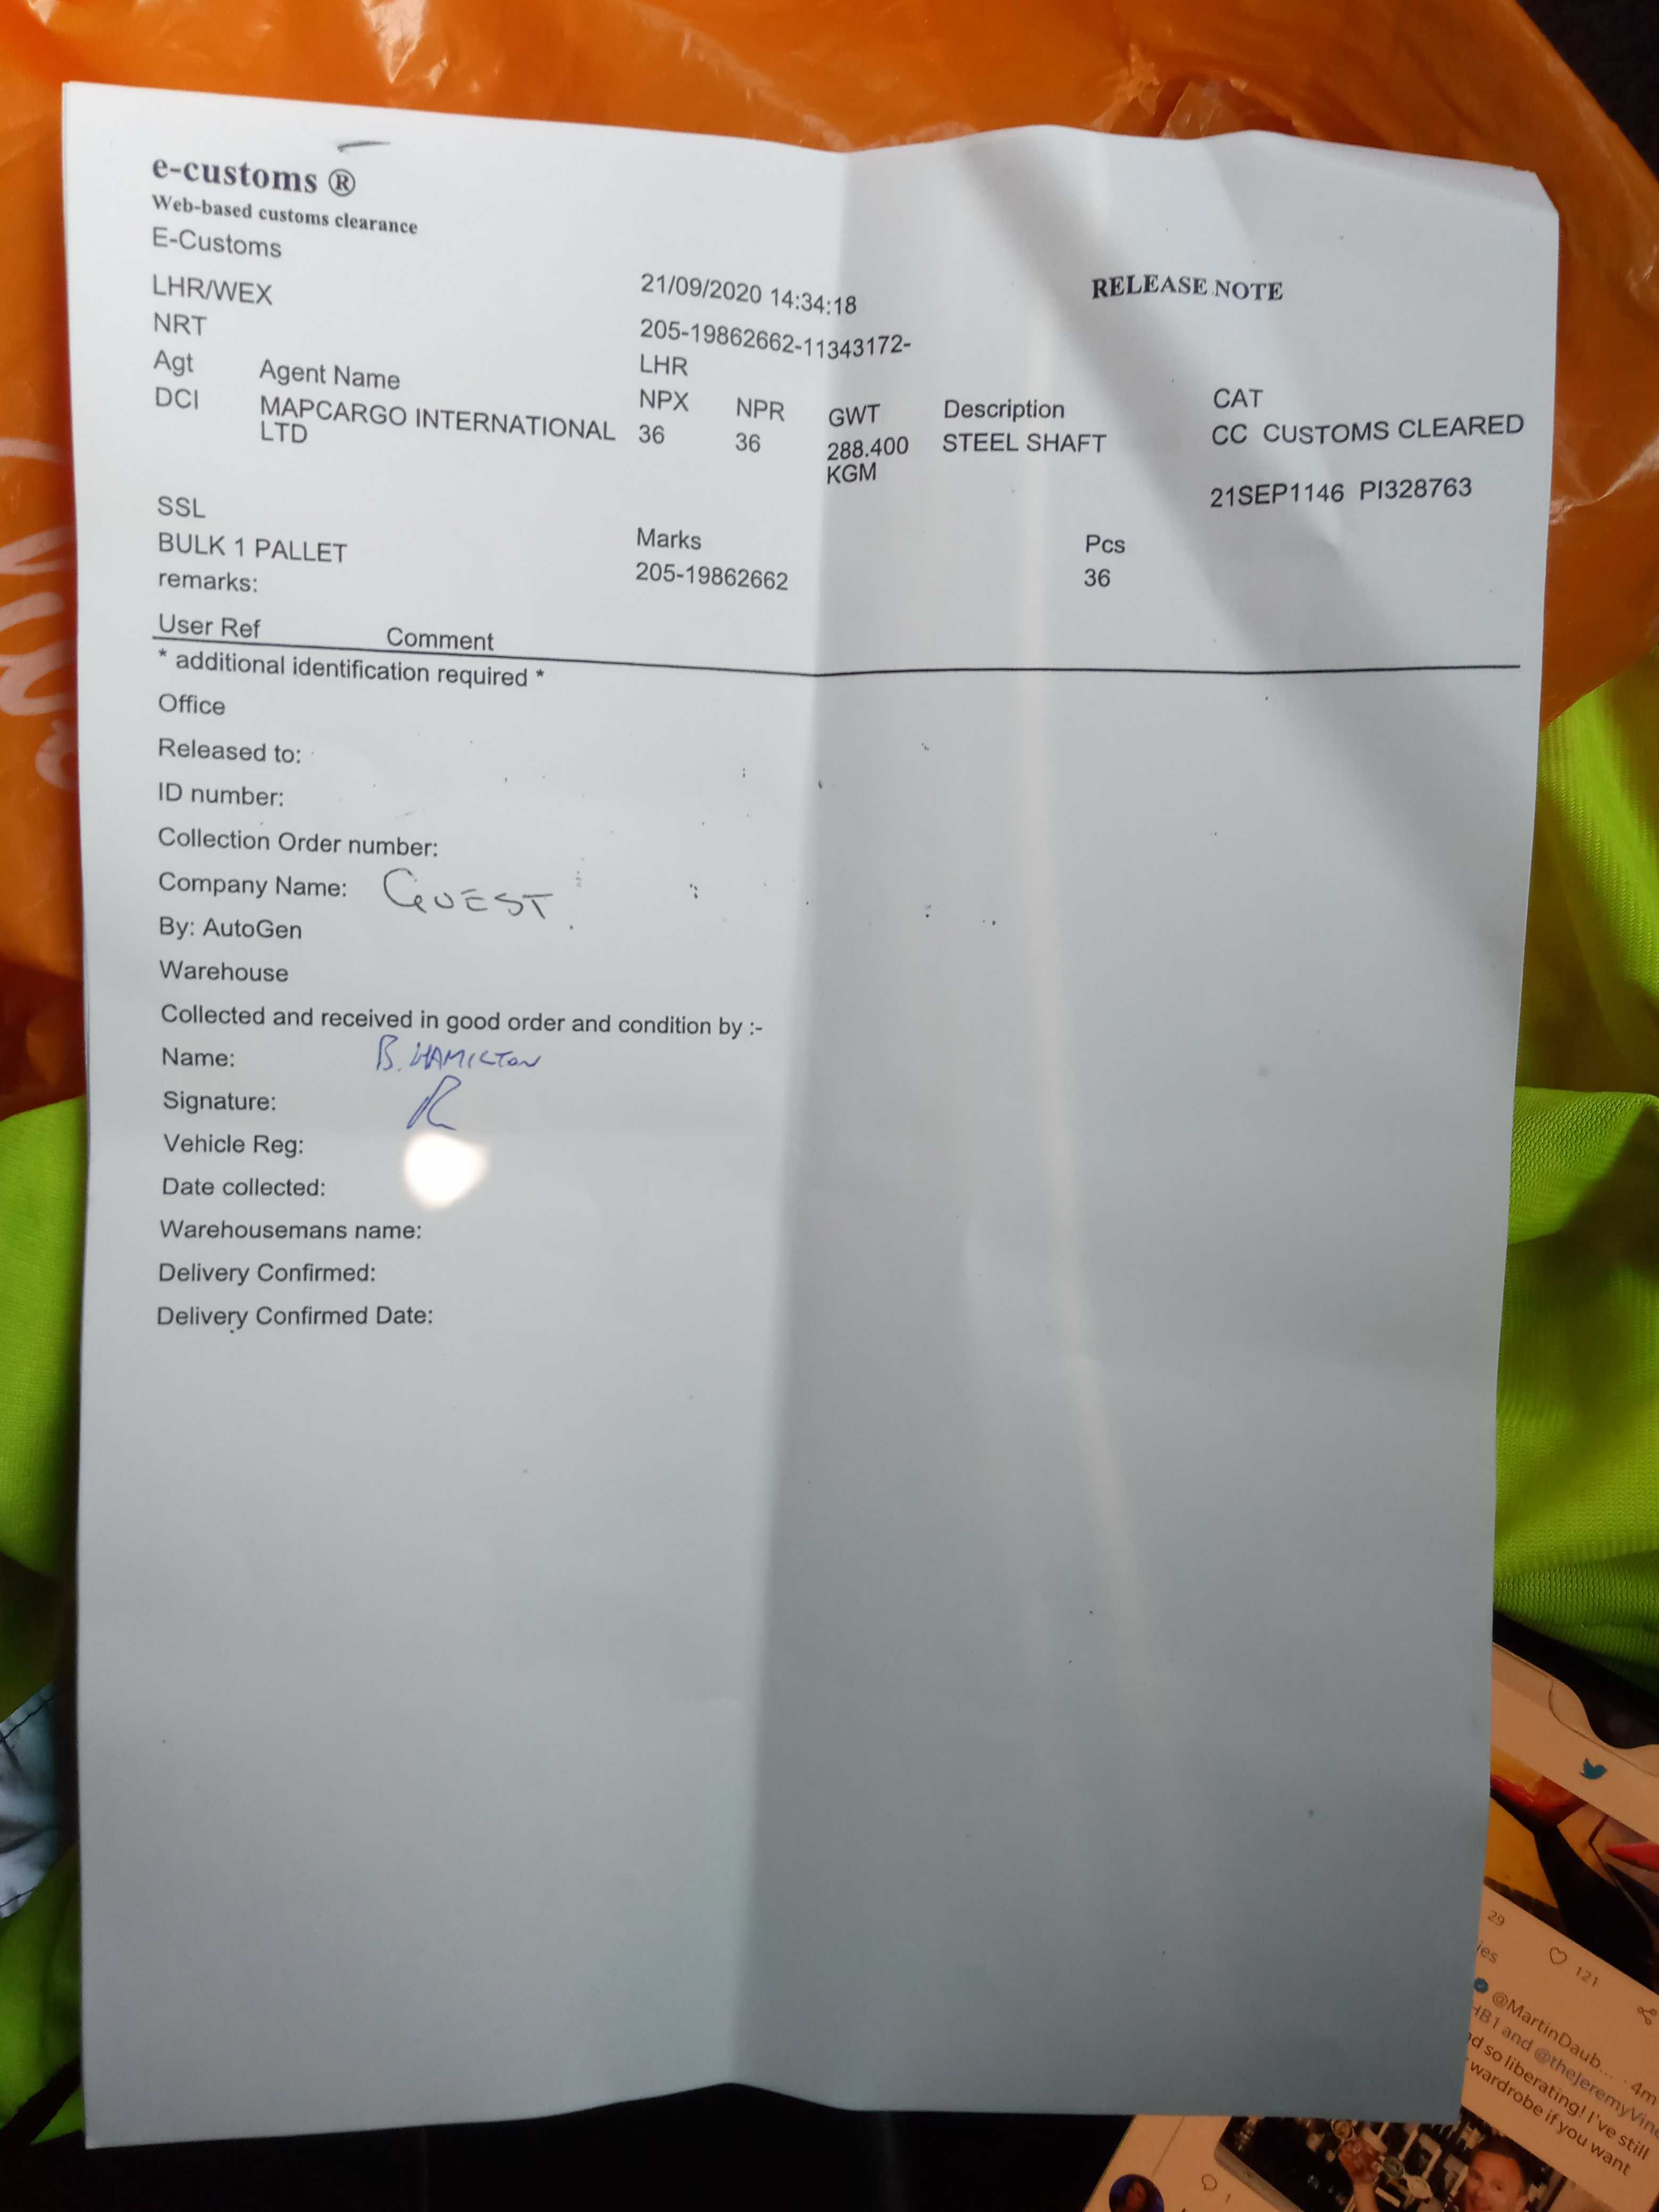 e-customs ®
Web-based customs clearance
E-Customs
LHR/WEX 21/09/2020 14:34:18 RELEASE NOTE
NRT 205-19862662-11343172-
LHR
Agt Agent Name NPX NPR GWT Description CAT
DCI MAPCARGO INTERNATIONAL 36 36 288.400 STEEL SHAFT CC CUSTOMS CLEARED
LTD KGM
21SEP1146 PI328763
SSL Marks Pcs
BULK 1 PALLET 205-19862662 36
remarks:
User Ref Comment
* additional identification required *
Office
Released to:
ID number:
Collection Order number:
Company Name: GUEST
By: AutoGen
Warehouse
Collected and received in good order and condition by :-
Name: B. HAMILTON
Signature:
Vehicle Reg:
Date collected:
Warehousemans name:
Delivery Confirmed:
Delivery Confirmed Date:
29
121
@MartinDaub... · 4m
HB1 and @theJeremyVine
so liberating! I've still
wardrobe if you want
1